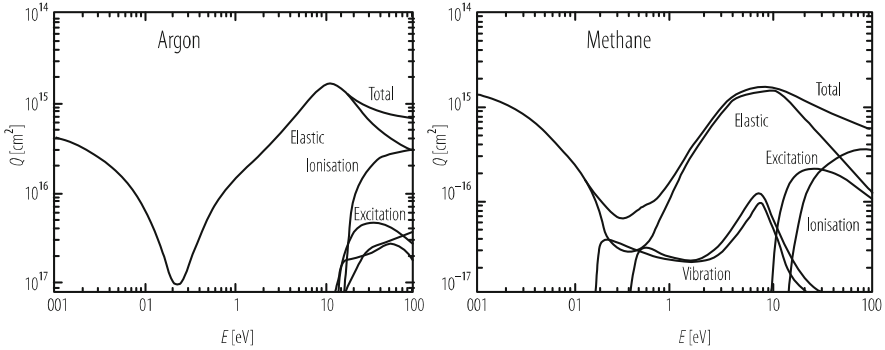 Argon
Q [cm²]
10¹⁴
10¹⁵
10¹⁶
10¹⁷
Total
Elastic
Ionisation
Excitation
001
01
1
10
100
E [eV]
Methane
Q [cm²]
10¹⁴
10¹⁵
10⁻¹⁶
10⁻¹⁷
Total
Elastic
Excitation
Ionisation
Vibration
001
01
1
10
100
E [eV]